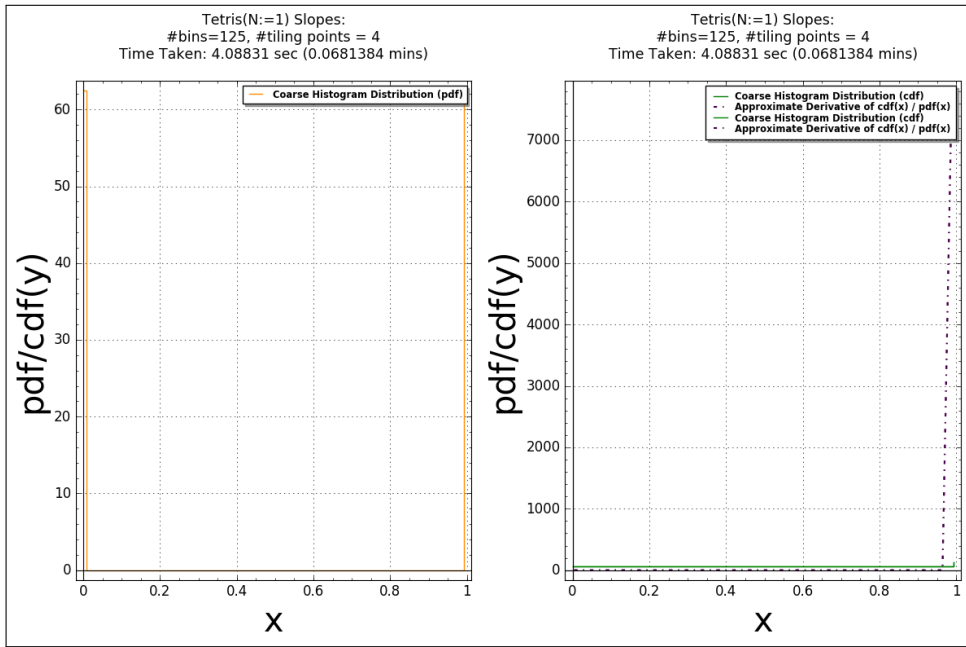 Tetris(N:=1) Slopes:
#bins=125, #tiling points = 4
Time Taken: 4.08831 sec (0.0681384 mins)
Coarse Histogram Distribution (pdf)
60
50
40
30
20
10
0
0
0.2
0.4
0.6
0.8
1
pdf/cdf(y)
x
Tetris(N:=1) Slopes:
#bins=125, #tiling points = 4
Time Taken: 4.08831 sec (0.0681384 mins)
Coarse Histogram Distribution (cdf)
Approximate Derivative of cdf(x) / pdf(x)
Coarse Histogram Distribution (cdf)
Approximate Derivative of cdf(x) / pdf(x)
7000
6000
5000
4000
3000
2000
1000
0
0
0.2
0.4
0.6
0.8
1
pdf/cdf(y)
x